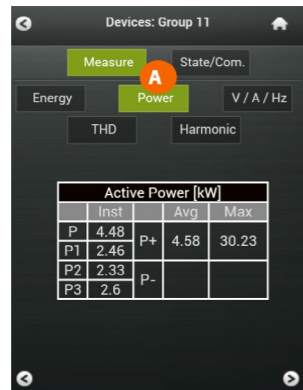 Devices: Group 11
Measure State/Com.
A
Energy Power V / A / Hz
THD Harmonic
Active Power [kW]
Inst Avg Max
P 4.48 P+ 4.58 30.23
P1 2.46
P2 2.33 P-
P3 2.6